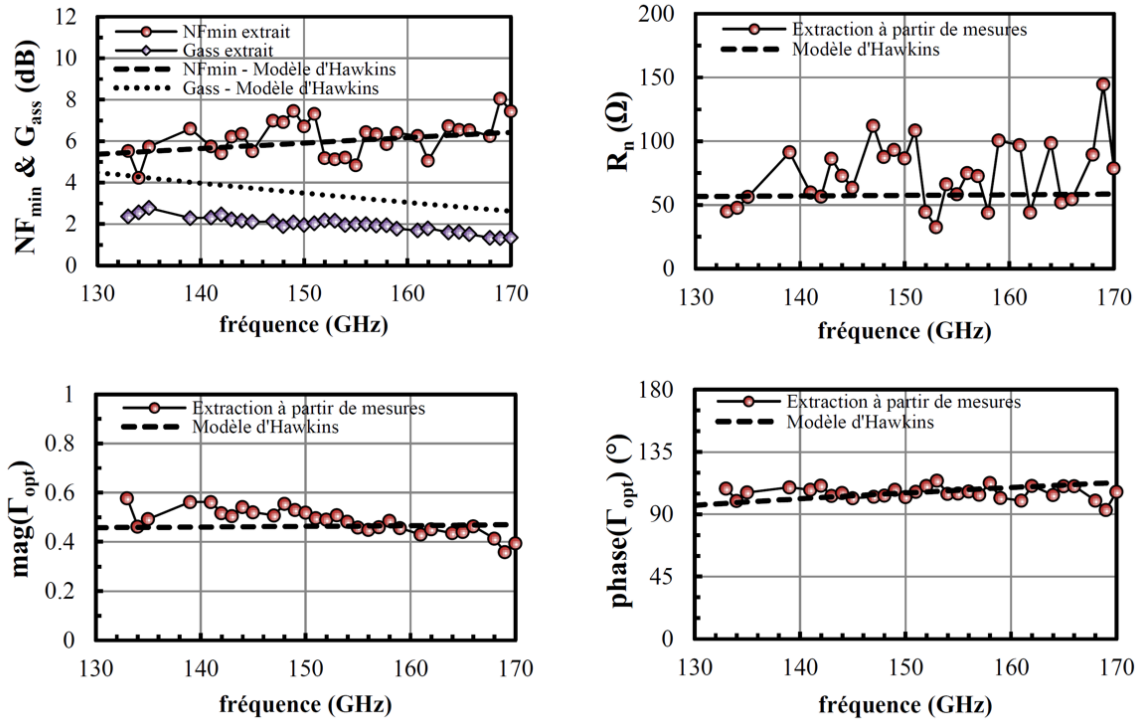 NFmin extrait
Gass extrait
NFmin - Modèle d'Hawkins
Gass - Modèle d'Hawkins
NFmin & Gass (dB)
12
10
8
6
4
2
0
130 140 150 160 170
fréquence (GHz)
Extraction à partir de mesures
Modèle d'Hawkins
Rn (Ω)
200
150
100
50
0
130 140 150 160 170
fréquence (GHz)
Extraction à partir de mesures
Modèle d'Hawkins
mag(Γopt)
1
0.8
0.6
0.4
0.2
0
130 140 150 160 170
fréquence (GHz)
Extraction à partir de mesures
Modèle d'Hawkins
phase(Γopt) (°)
180
135
90
45
0
130 140 150 160 170
fréquence (GHz)